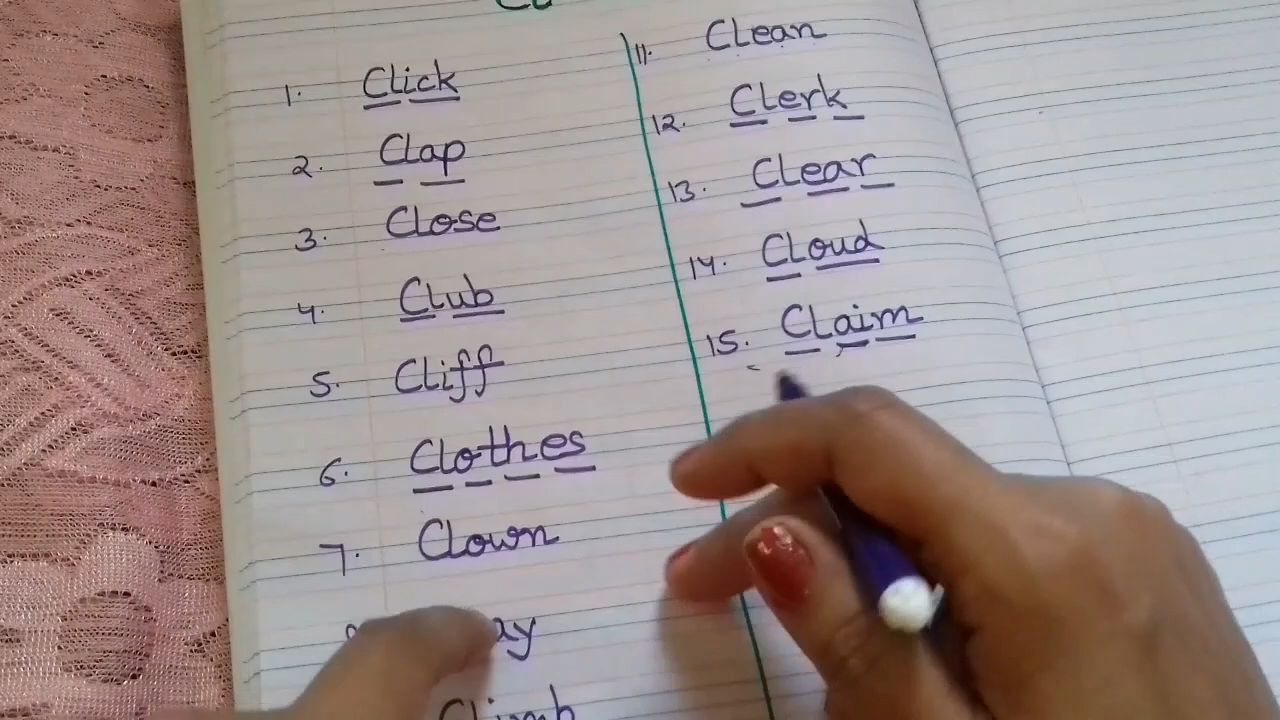 1. Click
2. Clap
3. Close
4. Club
5. Cliff
6. Clothes
7. Clown
Climb
11. Clean
12. Clerk
13. Clear
14. Cloud
15. Claim